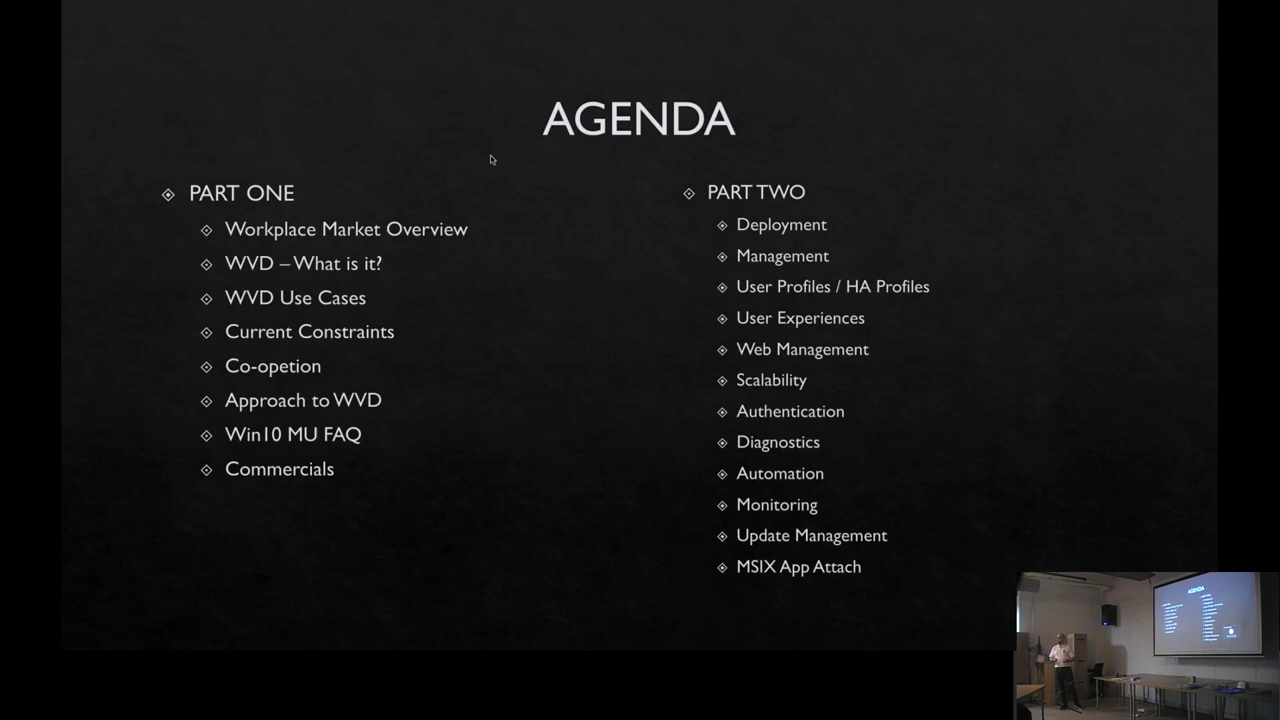 AGENDA
PART ONE
Workplace Market Overview
WVD – What is it?
WVD Use Cases
Current Constraints
Co-opetion
Approach to WVD
Win10 MU FAQ
Commercials
PART TWO
Deployment
Management
User Profiles / HA Profiles
User Experiences
Web Management
Scalability
Authentication
Diagnostics
Automation
Monitoring
Update Management
MSIX App Attach
AGENDA